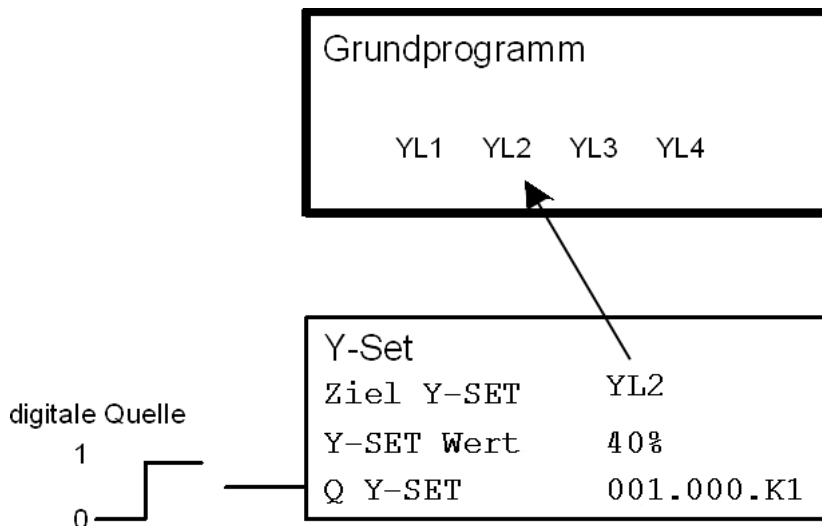 Grundprogramm
YL1 YL2 YL3 YL4
Y-Set
Ziel Y-SET YL2
digitale Quelle
Y-SET Wert 40%
1
Q Y-SET 001.000.K1
0